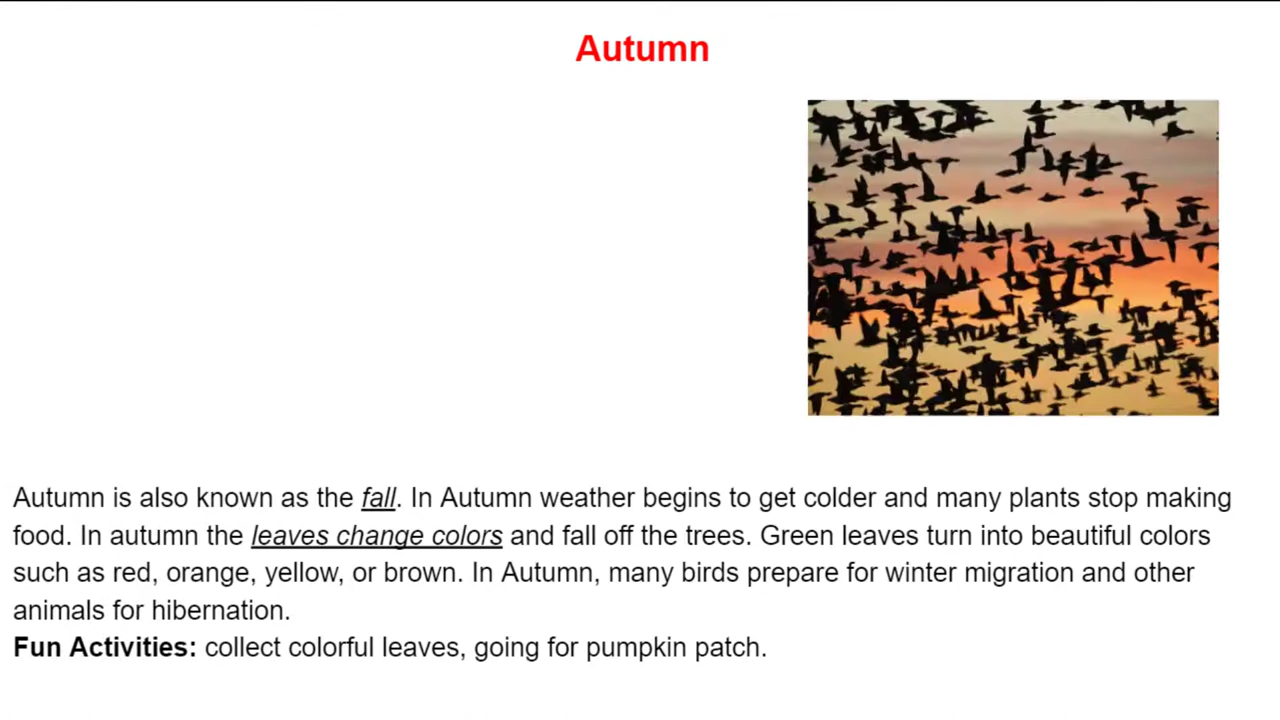 Autumn
Autumn is also known as the fall. In Autumn weather begins to get colder and many plants stop making
food. In autumn the leaves change colors and fall off the trees. Green leaves turn into beautiful colors
such as red, orange, yellow, or brown. In Autumn, many birds prepare for winter migration and other
animals for hibernation.
Fun Activities: collect colorful leaves, going for pumpkin patch.